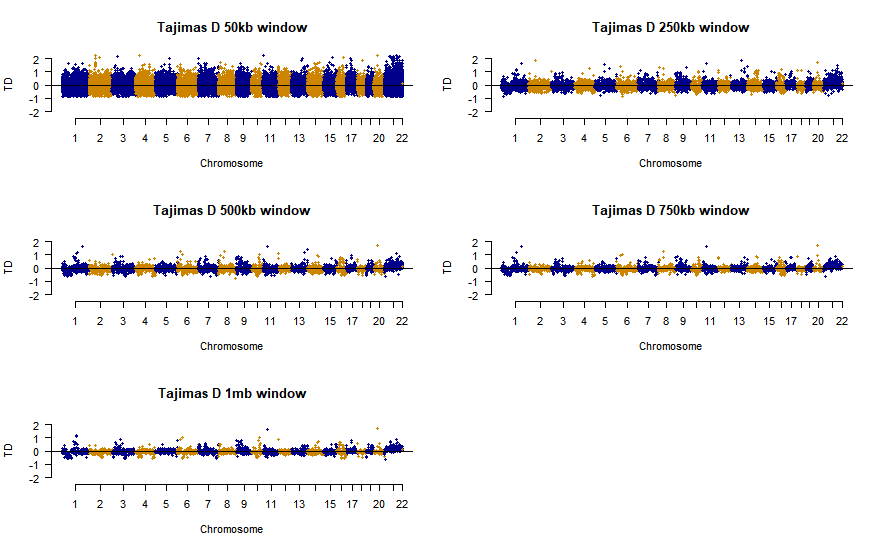 Tajimas D 50kb window
TD
2
1
0
-1
-2
1 2 3 4 5 6 7 8 9 11 13 15 17 20 22
Chromosome
Tajimas D 250kb window
TD
2
1
0
-1
-2
1 2 3 4 5 6 7 8 9 11 13 15 17 20 22
Chromosome
Tajimas D 500kb window
TD
2
1
0
-1
-2
1 2 3 4 5 6 7 8 9 11 13 15 17 20 22
Chromosome
Tajimas D 750kb window
TD
2
1
0
-1
-2
1 2 3 4 5 6 7 8 9 11 13 15 17 20 22
Chromosome
Tajimas D 1mb window
TD
2
1
0
-1
-2
1 2 3 4 5 6 7 8 9 11 13 15 17 20 22
Chromosome